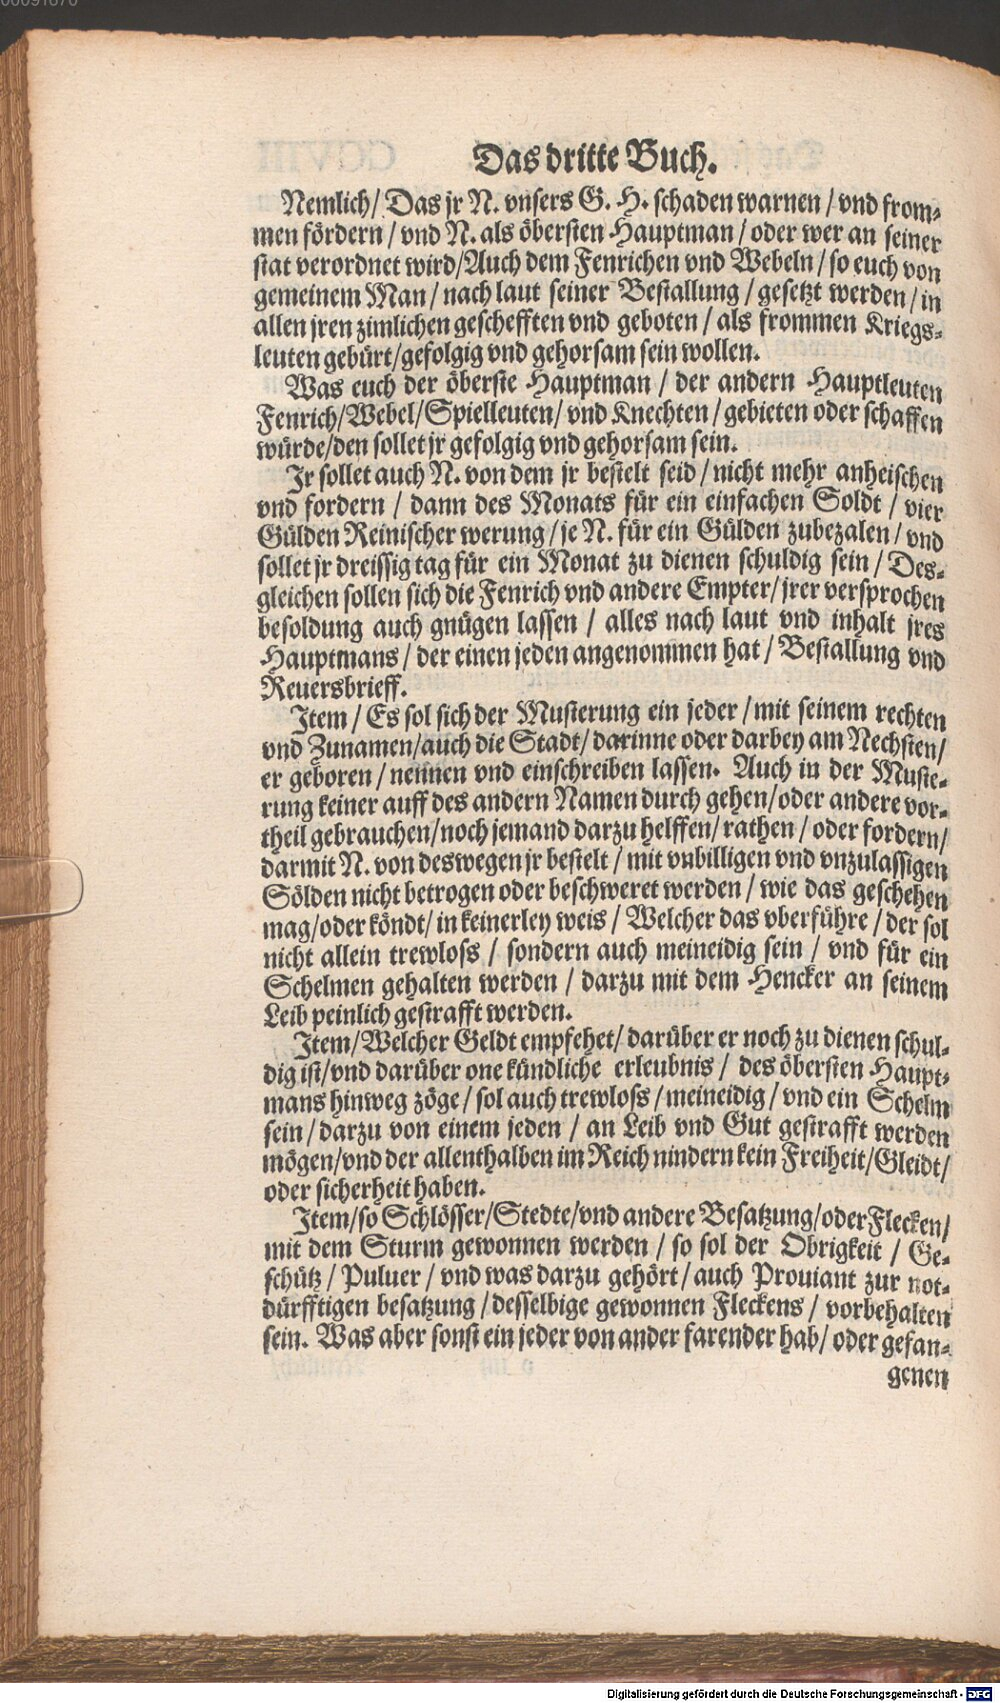 Das dritte Buch.
Nemlich/ Das jr N. vnsers G. H. schaden warnen / vnd from-
men fördern / vnd N. als öbersten Hauptman / oder wer an seiner
stat verordnet wird/Auch dem Fenrichen vnd Webeln / so euch von
gemeinem Man / nach laut seiner Bestallung / gesetzt werden / in
allen jren zimlichen geschefften vnd geboten / als frommen Kriegs-
leuten gebürt/gefolgig vnd gehorsam sein wollen.
Was euch der öberste Hauptman / der andern Hauptleuten
Fenrich/Webel/Spielleuten/ vnd Knechten / gebieten oder schaffen
würde/den sollet jr gefolgig vnd gehorsam sein.
Jr sollet auch N. von dem jr bestelt seid / nicht mehr anheischen
vnd fordern / dann des Monats für ein einfachen Soldt / vier
Gülden Reinischer werung / je N. für ein Gülden zubezalen / vnd
sollet jr dreissig tag für ein Monat zu dienen schuldig sein / Des-
gleichen sollen sich die Fenrich vnd andere Empter/ jrer versprochen
besoldung auch gnügen lassen / alles nach laut vnd inhalt jres
Hauptmans / der einen jeden angenommen hat / Bestallung vnd
Reuersbrieff.
Item / Es sol sich der Musterung ein jeder / mit seinem rechten
vnd Zunamen/auch die Stadt/ darinne oder darbey am Nechsten/
er geboren / nennen vnd einschreiben lassen. Auch in der Muste-
rung keiner auff des andern Namen durch gehen/oder andere vor-
theil gebrauchen/noch jemand darzu helffen/ rathen / oder fordern/
darmit N. von deswegen jr bestelt / mit vnbilligen vnd vnzulassigen
Sölden nicht betrogen oder beschweret werden / wie das geschehen
mag/oder köndt/ in keinerley weis / Welcher das vberführe / der sol
nicht allein trewloss / sondern auch meineidig sein / vnd für ein
Schelmen gehalten werden / darzu mit dem Hencker an seinem
Leib peinlich gestrafft werden.
Item/Welcher Geldt empfehet/ darüber er noch zu dienen schul-
dig ist/vnd darüber one kündliche erleubnis / des öbersten Haupt-
mans hinweg zöge / sol auch trewloss / meineidig / vnd ein Schelm
sein / darzu von einem jeden / an Leib vnd Gut gestrafft werden
mögen/vnd der allenthalben im Reich nindern kein Freiheit/Gleidt/
oder sicherheit haben.
Item/so Schlösser/Stedte/vnd andere Besatzung/oder Flecken/
mit dem Sturm gewonnen werden / so sol der Obrigkeit / Ge-
schütz / Puluer / vnd was darzu gehört / auch Prouiant zur not-
dürfftigen besatzung / desselbige gewonnen Fleckens / vorbehalten
sein. Was aber sonst ein jeder von ander farender hab/ oder gefan-
genen
Digitalisierung gefördert durch die Deutsche Forschungsgemeinschaft - DFG